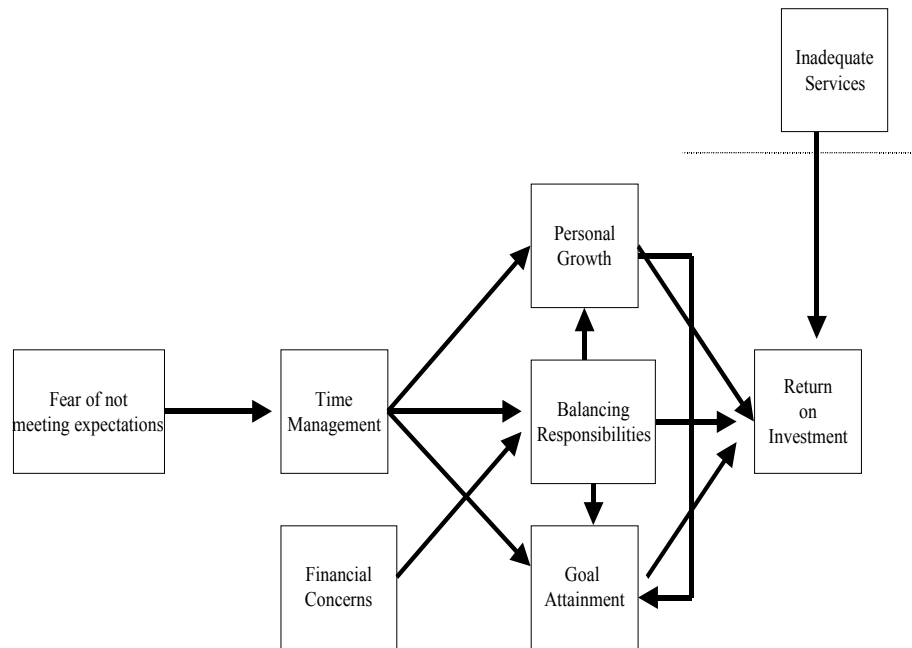 Inadequate
Services
Personal
Growth
Fear of not
meeting expectations
Time
Management
Balancing
Responsibilities
Return
on
Investment
Financial
Concerns
Goal
Attainment